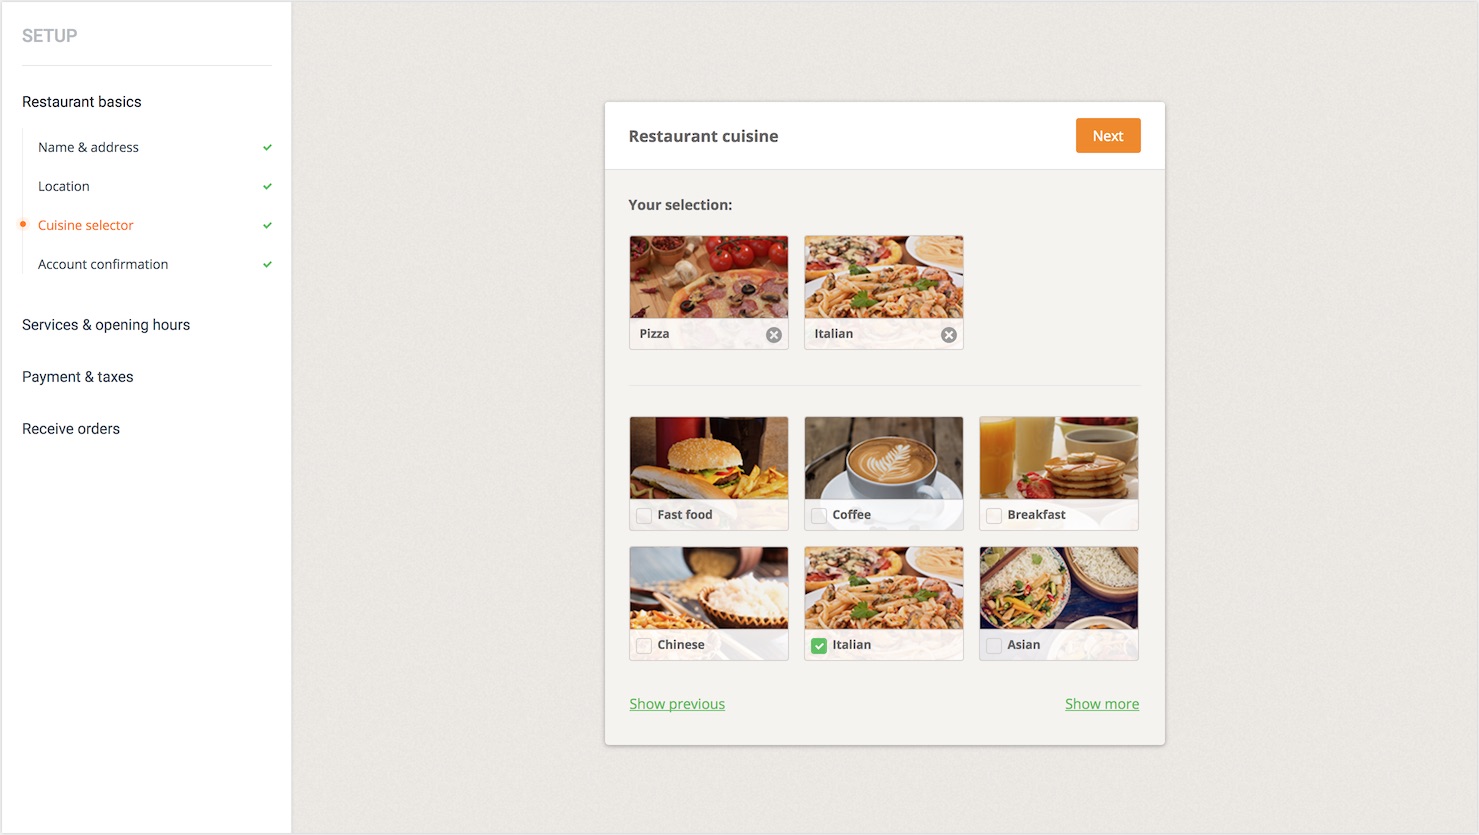 SETUP
Restaurant basics
Name & address
Location
Cuisine selector
Account confirmation
Services & opening hours
Payment & taxes
Receive orders
Restaurant cuisine
Next
Your selection:
Pizza
Italian
Fast food
Coffee
Breakfast
Chinese
Italian
Asian
Show previous
Show more